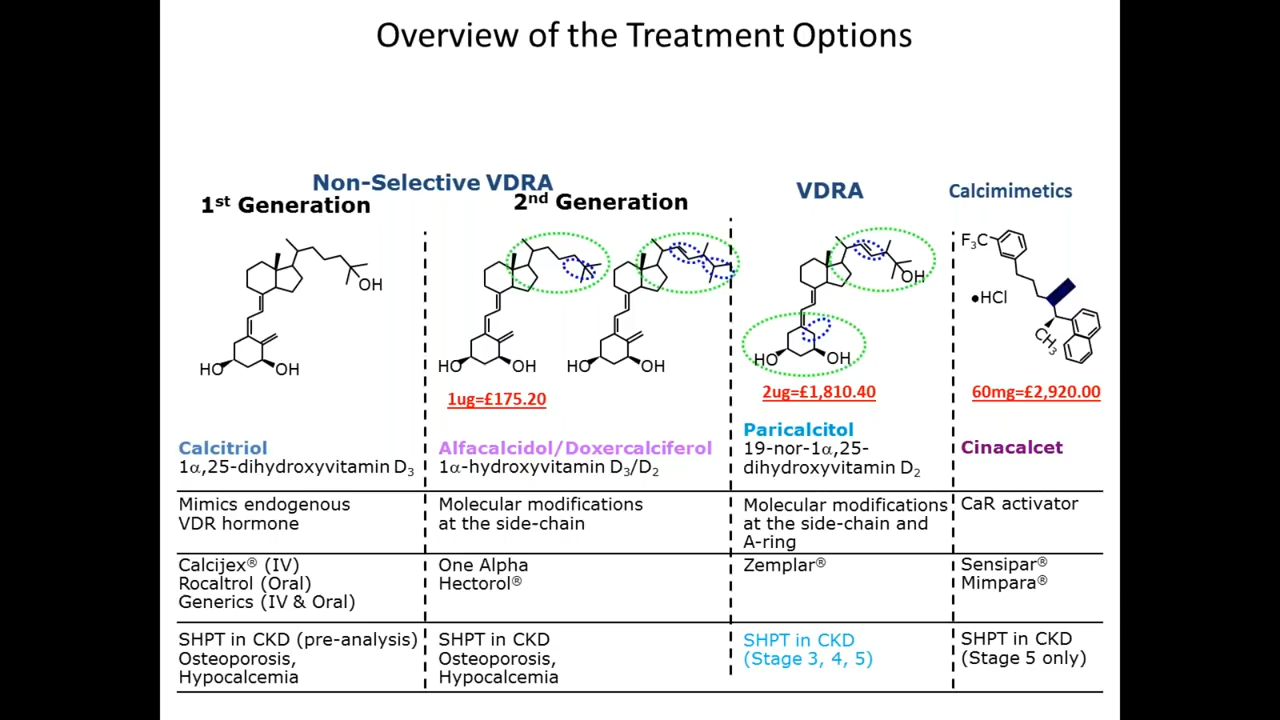 Overview of the Treatment Options
Non-Selective VDRA
1st Generation
2nd Generation
VDRA
Calcimimetics
OH
HO
OH
HO
OH
HO
OH
OH
HO
OH
F3C
•HCl
CH3
1ug=£175.20
2ug=£1,810.40
60mg=£2,920.00
Calcitriol
1α,25-dihydroxyvitamin D3
Alfacalcidol/Doxercalciferol
1α-hydroxyvitamin D3/D2
Paricalcitol
19-nor-1α,25-
dihydroxyvitamin D2
Cinacalcet
Mimics endogenous
VDR hormone
Molecular modifications
at the side-chain
Molecular modifications
at the side-chain and
A-ring
CaR activator
Calcijex® (IV)
Rocaltrol (Oral)
Generics (IV & Oral)
One Alpha
Hectorol®
Zemplar®
Sensipar®
Mimpara®
SHPT in CKD (pre-analysis)
Osteoporosis,
Hypocalcemia
SHPT in CKD
Osteoporosis,
Hypocalcemia
SHPT in CKD
(Stage 3, 4, 5)
SHPT in CKD
(Stage 5 only)